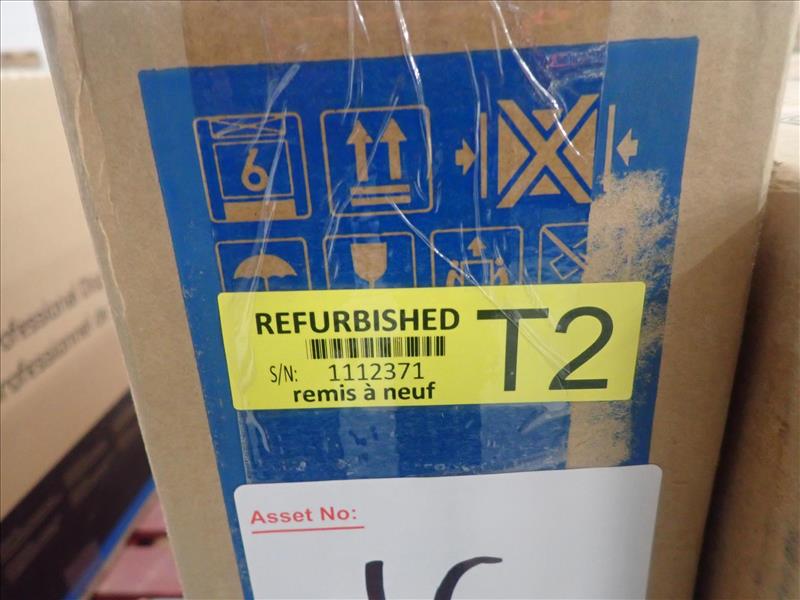 6
REFURBISHED
T2
S/N: 1112371
remis à neuf
Asset No: